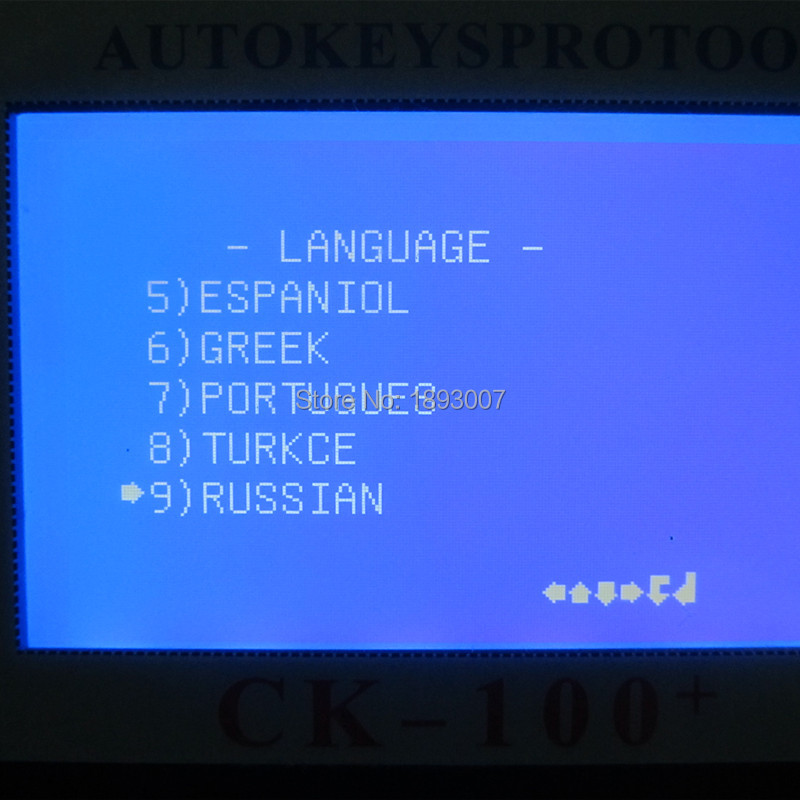 AUTOKEYSPROTOO
- LANGUAGE -
5)ESPANIOL
6)GREEK
7)PORTUGUES
Store No: 1893007
8)TURKCE
9)RUSSIAN
CK-100+